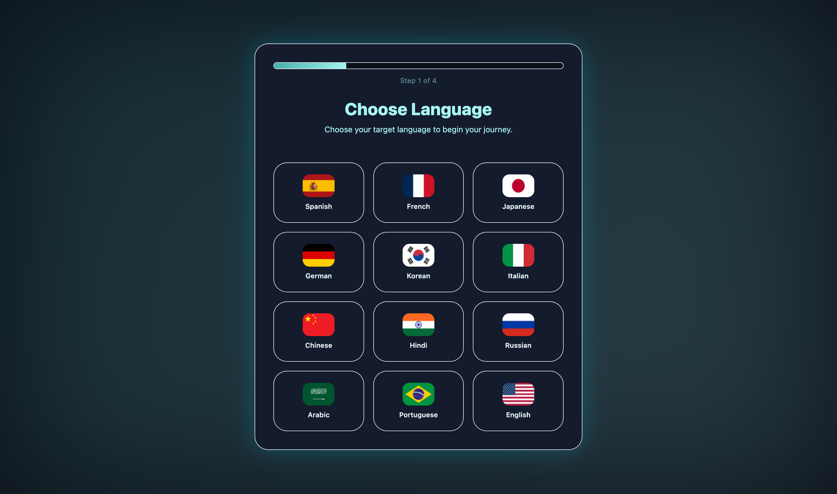 Step 1 of 4
Choose Language
Choose your target language to begin your journey.
Spanish
French
Japanese
German
Korean
Italian
Chinese
Hindi
Russian
Arabic
Portuguese
English